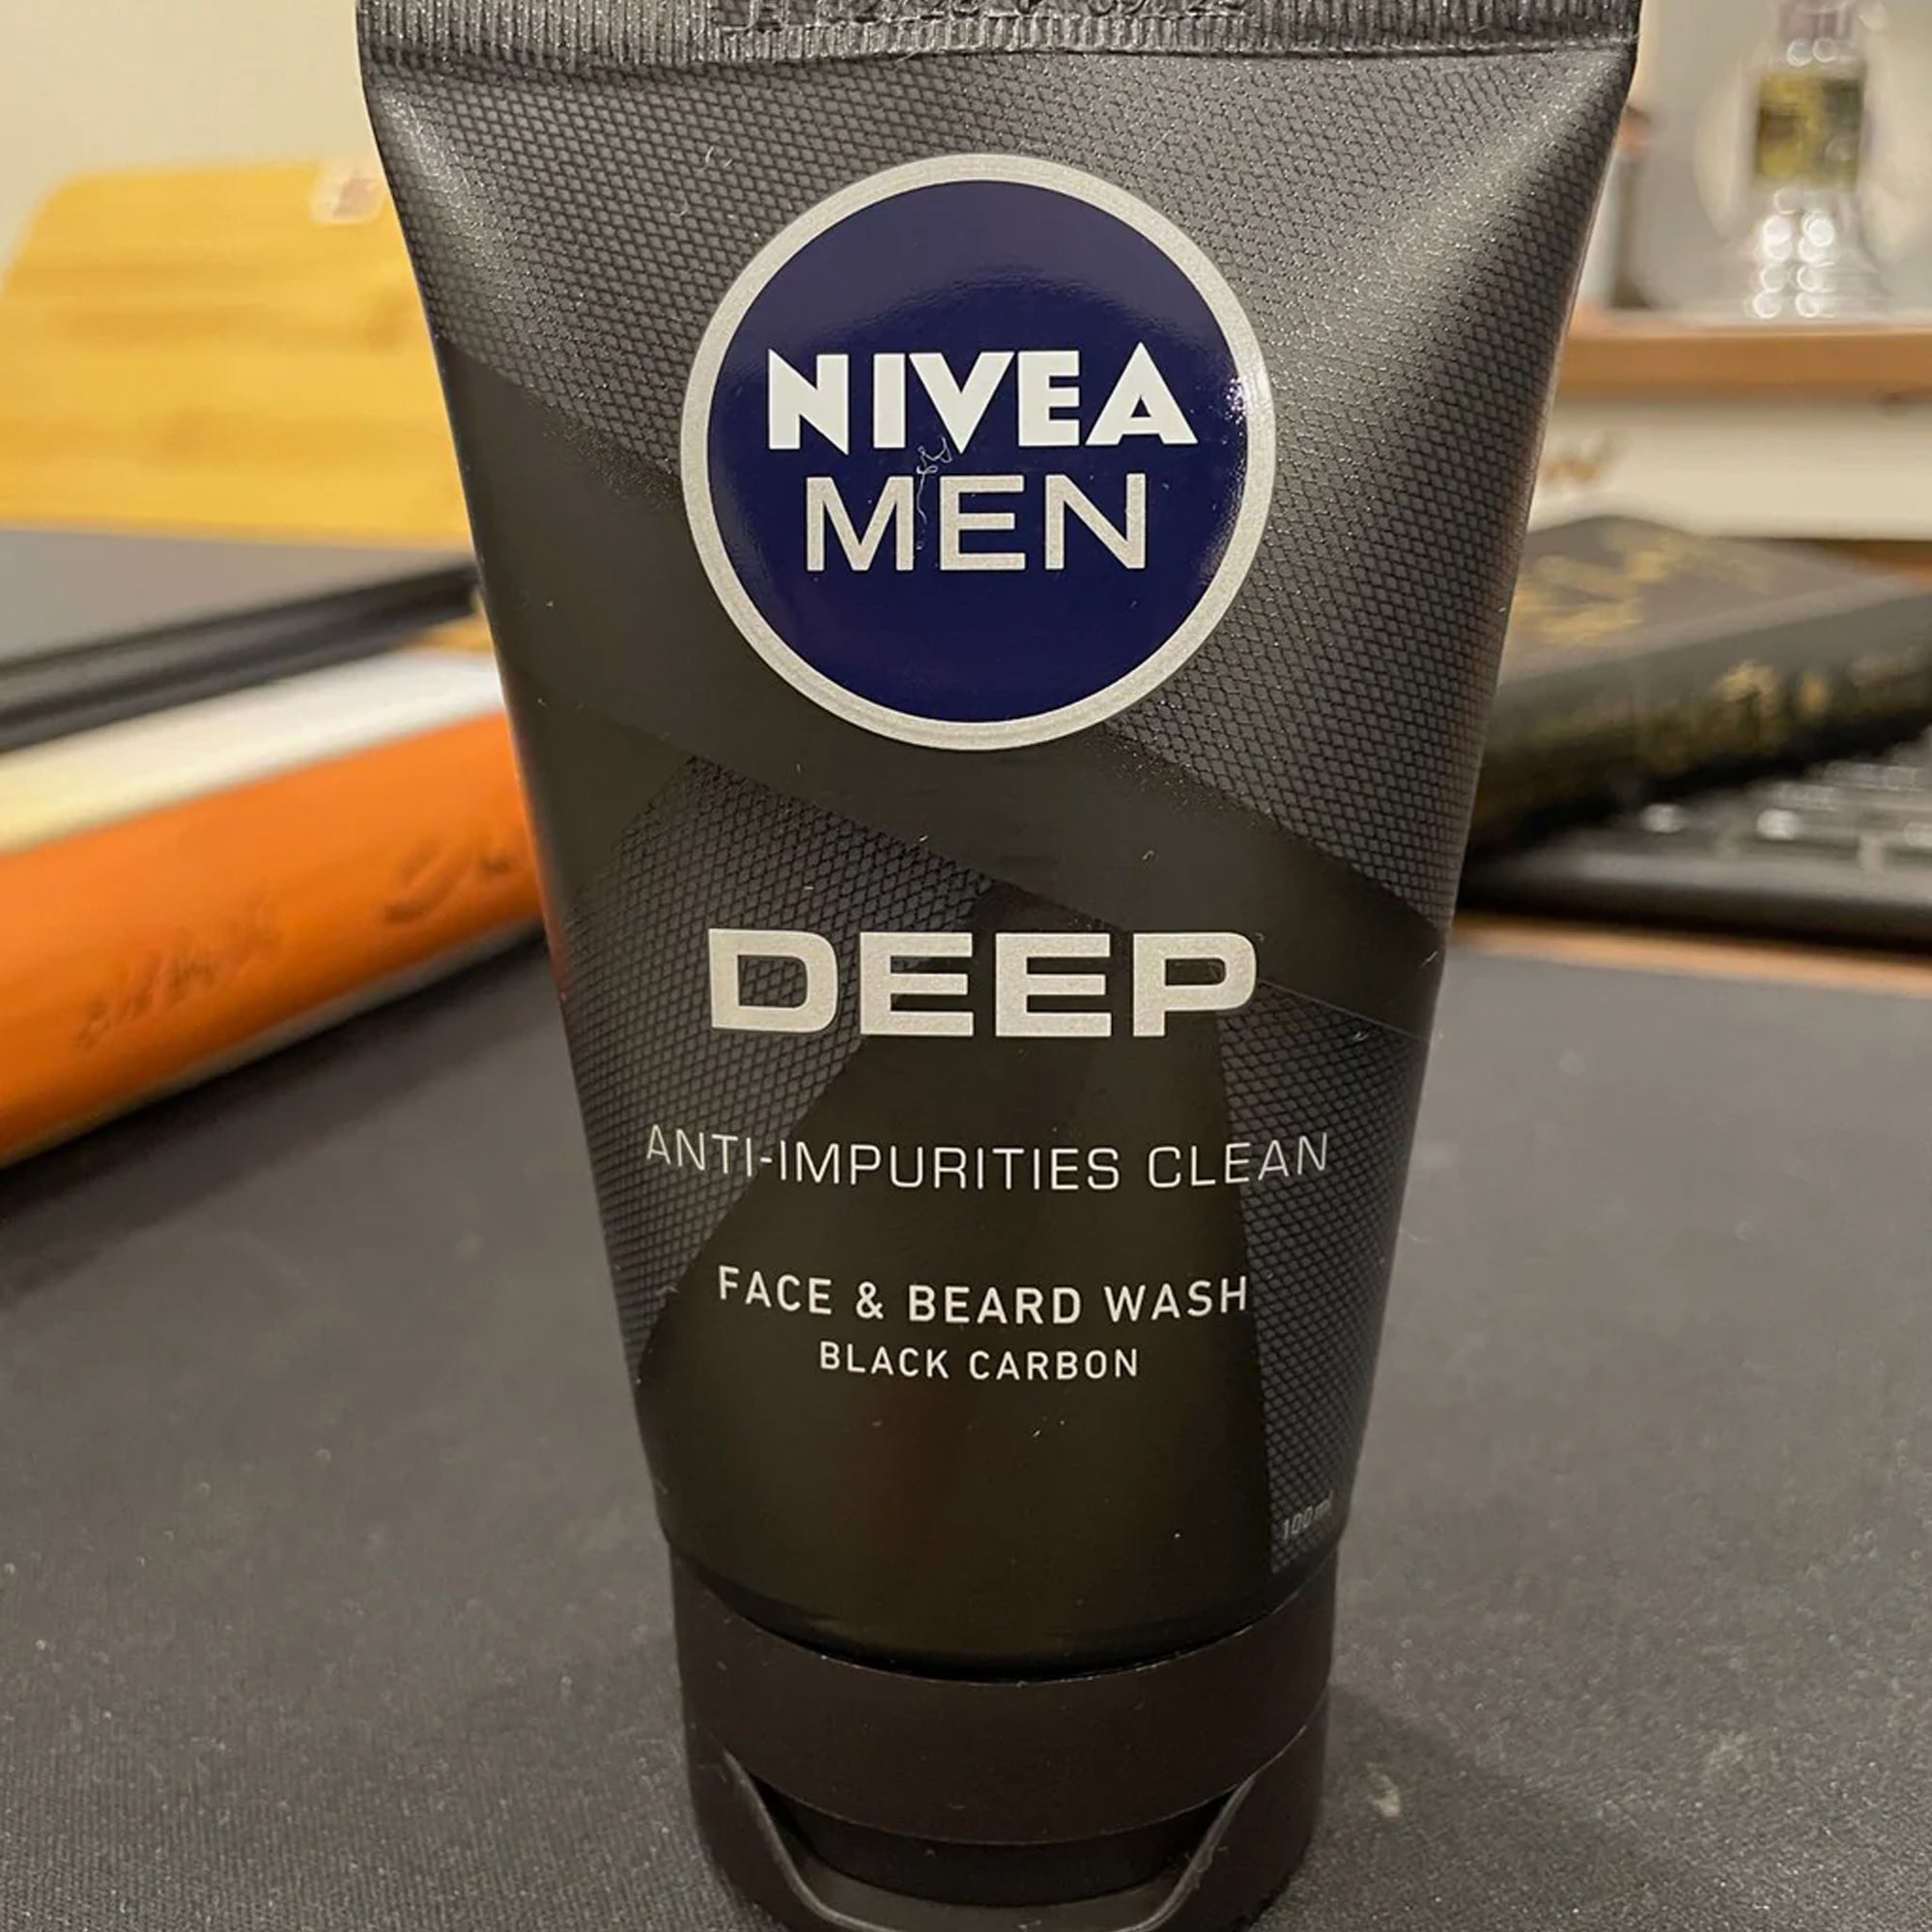 NIVEA
MEN
DEEP
ANTI-IMPURITIES CLEAN
FACE & BEARD WASH
BLACK CARBON
100 ml